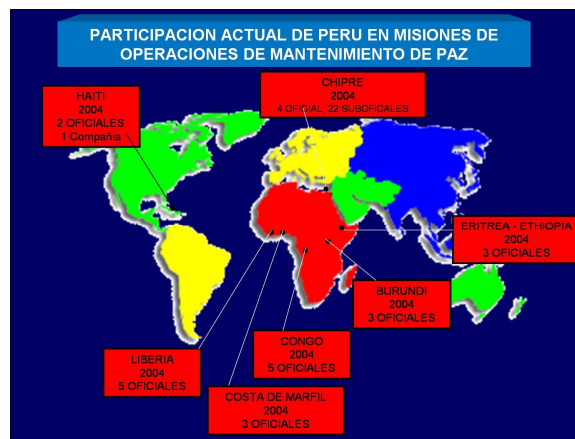 PARTICIPACION ACTUAL DE PERU EN MISIONES DE
OPERACIONES DE MANTENIMIENTO DE PAZ
HAITI
2004
2 OFICIALES
1 Compañia
CHIPRE
2004
4 OFICIAL, 22 SUBOFICALES
ERITREA - ETHIOPIA
2004
3 OFICIALES
BURUNDI
2004
3 OFICIALES
CONGO
2004
5 OFICIALES
LIBERIA
2004
5 OFICIALES
COSTA DE MARFIL
2004
3 OFICIALES